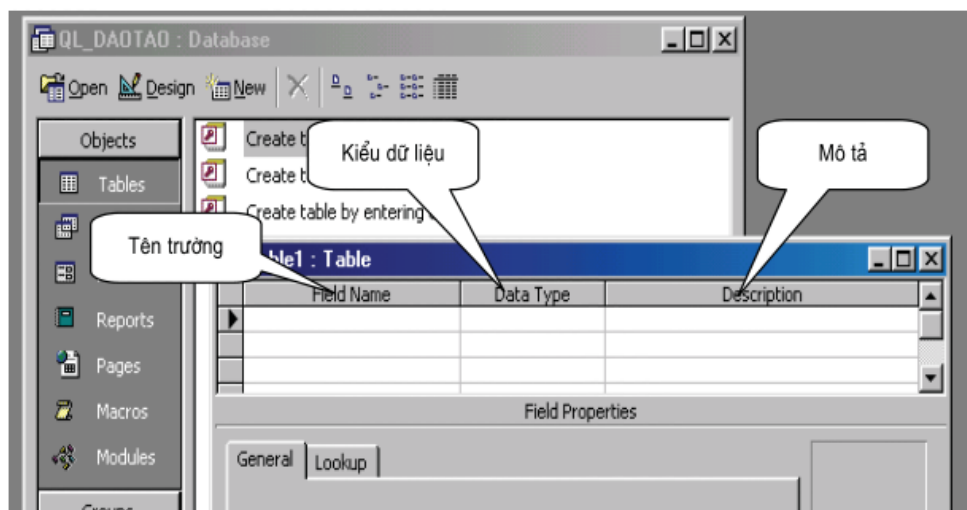 QL_DAOTAO : Database
Open Design New
Objects
Tables
Reports
Pages
Macros
Modules
Create t
Create t
Create table by entering
Kiểu dữ liệu
Mô tả
Tên trường
ble1 : Table
Field Name Data Type Description
Field Properties
General Lookup